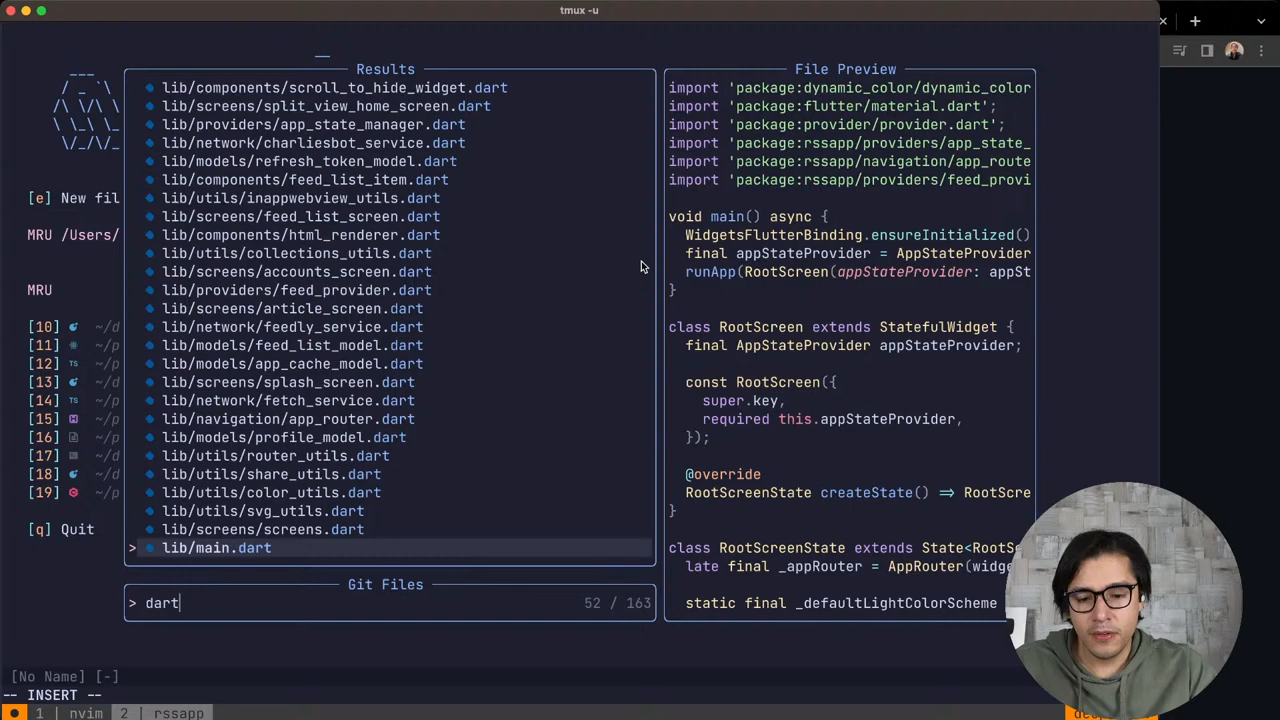 tmux -u
Results
lib/components/scroll_to_hide_widget.dart
lib/screens/split_view_home_screen.dart
lib/providers/app_state_manager.dart
lib/network/charliesbot_service.dart
lib/models/refresh_token_model.dart
lib/components/feed_list_item.dart
lib/utils/inappwebview_utils.dart
lib/screens/feed_list_screen.dart
lib/components/html_renderer.dart
lib/utils/collections_utils.dart
lib/screens/accounts_screen.dart
lib/providers/feed_provider.dart
lib/screens/article_screen.dart
lib/network/feedly_service.dart
lib/models/feed_list_model.dart
lib/models/app_cache_model.dart
lib/screens/splash_screen.dart
lib/network/fetch_service.dart
lib/navigation/app_router.dart
lib/models/profile_model.dart
lib/utils/router_utils.dart
lib/utils/share_utils.dart
lib/utils/color_utils.dart
lib/utils/svg_utils.dart
lib/screens/screens.dart
> lib/main.dart
Git Files
> dart 52 / 163
File Preview
import 'package:dynamic_color/dynamic_color
import 'package:flutter/material.dart';
import 'package:provider/provider.dart';
import 'package:rssapp/providers/app_state_
import 'package:rssapp/navigation/app_route
import 'package:rssapp/providers/feed_provi
void main() async {
WidgetsFlutterBinding.ensureInitialized()
final appStateProvider = AppStateProvider
runApp(RootScreen(appStateProvider: appSt
}
class RootScreen extends StatefulWidget {
final AppStateProvider appStateProvider;
const RootScreen({
super.key,
required this.appStateProvider,
});
@override
RootScreenState createState() => RootScre
}
class RootScreenState extends State<RootS
late final _appRouter = AppRouter(widg
static final _defaultLightColorScheme
[e] New fil
MRU /Users/
MRU
[10] ~/d
[11] ~/p
[12] TS ~/p
[13] ~/d
[14] TS ~/p
[15] ~/p
[16] ~/p
[17] ~/d
[18] ~/d
[19] ~/p
[q] Quit
[No Name] [-]
-- INSERT --
1 | nvim 2 | rssapp